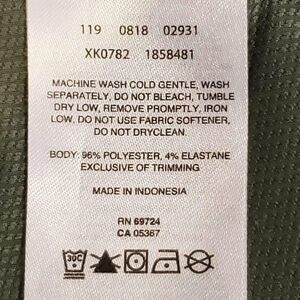 119 0818 02931
XK0782 1858481
MACHINE WASH COLD GENTLE, WASH
SEPARATELY, DO NOT BLEACH, TUMBLE
DRY LOW, REMOVE PROMPTLY, IRON
LOW, DO NOT USE FABRIC SOFTENER,
DO NOT DRYCLEAN.
BODY: 96% POLYESTER, 4% ELASTANE
EXCLUSIVE OF TRIMMING
MADE IN INDONESIA
RN 69724
CA 05367
30C